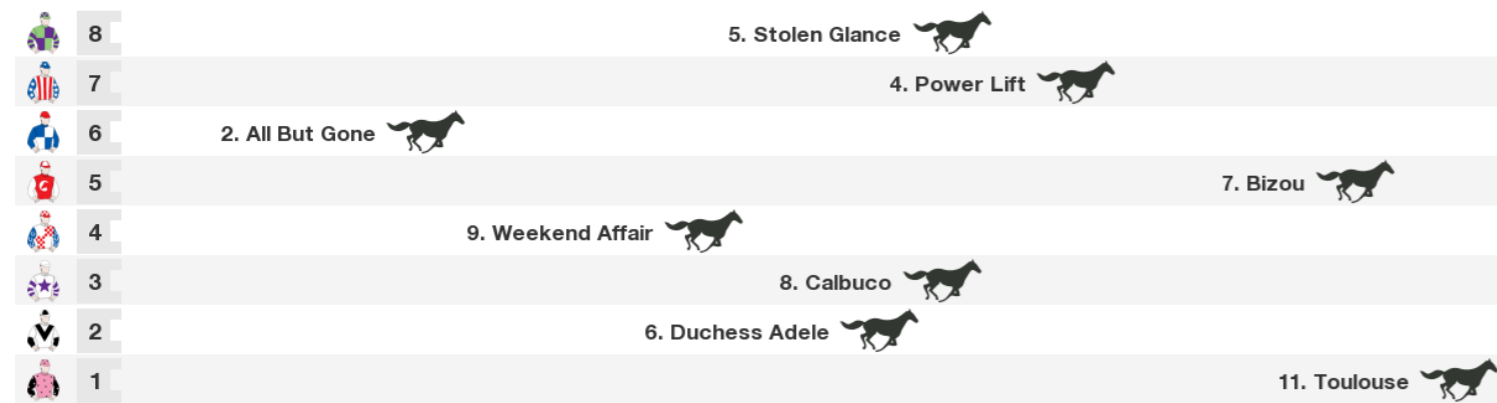 8 5. Stolen Glance
7 4. Power Lift
6 2. All But Gone
5 7. Bizou
4 9. Weekend Affair
3 8. Calbuco
2 6. Duchess Adele
1 11. Toulouse